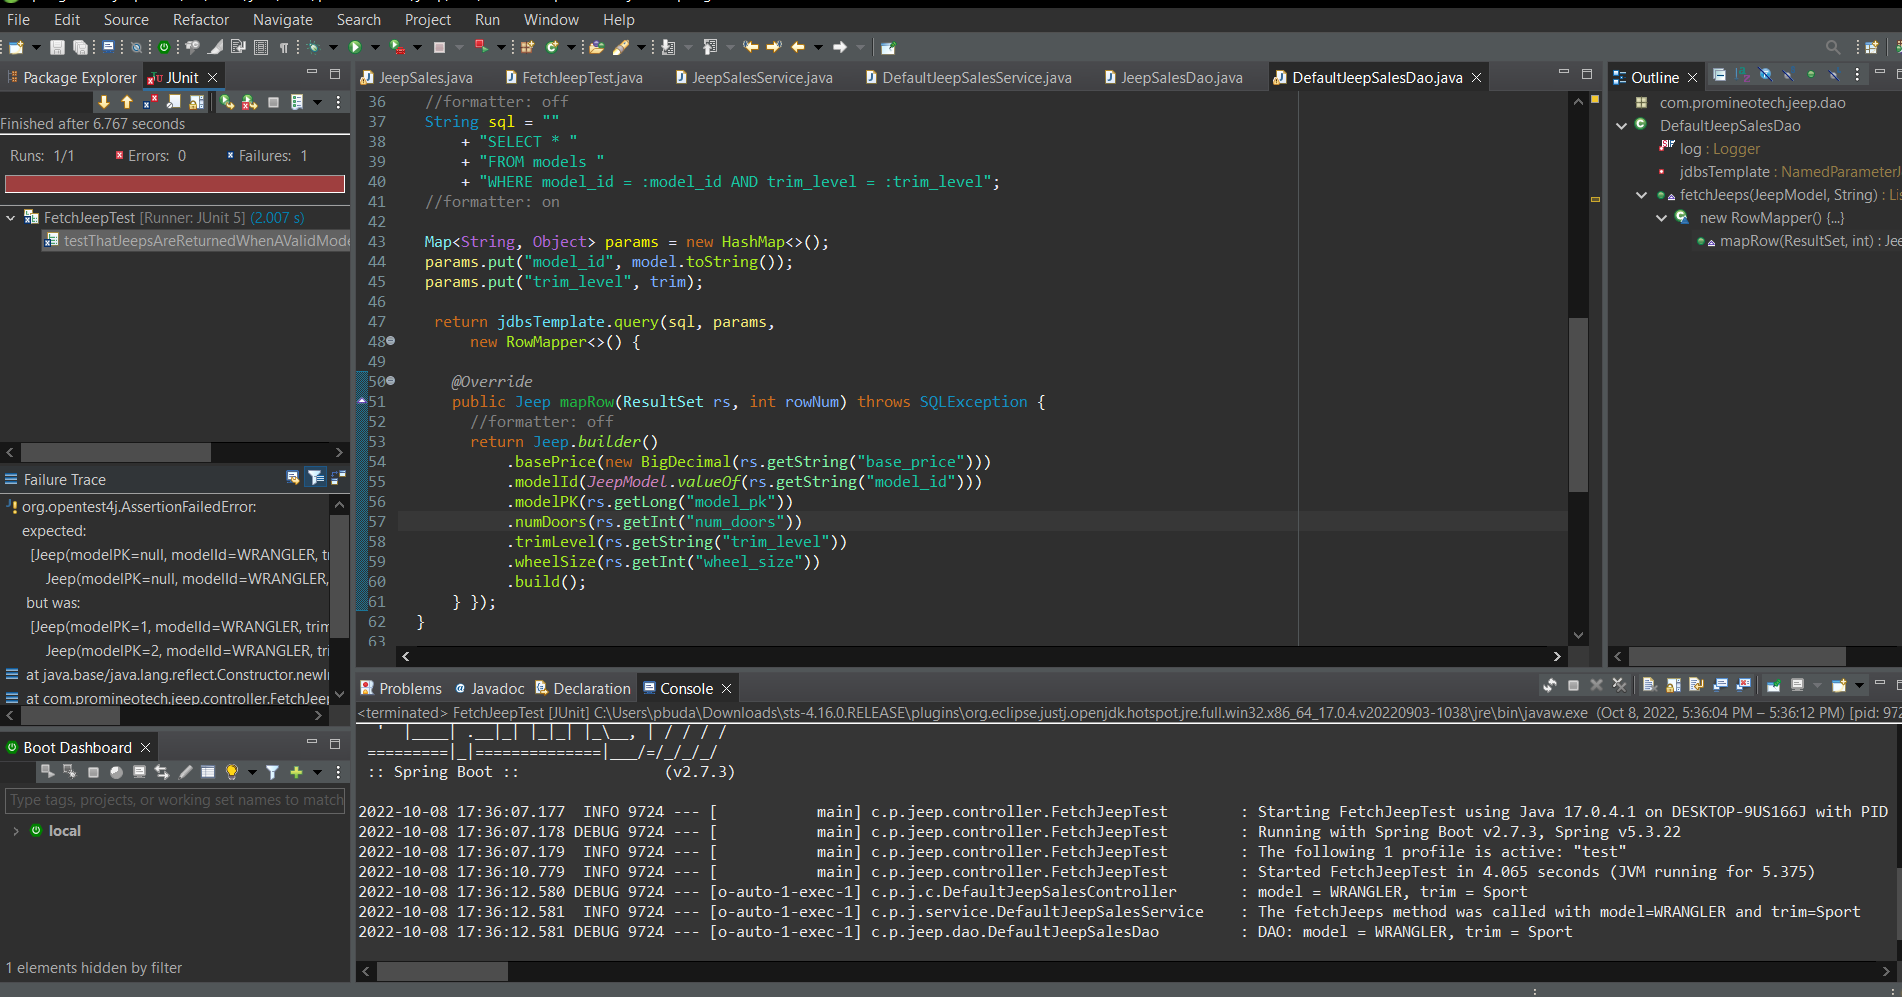 File Edit Source Refactor Navigate Search Project Run Window Help
Package Explorer JUnit
Finished after 6.767 seconds
Runs: 1/1 Errors: 0 Failures: 1
FetchJeepTest [Runner: JUnit 5] (2.007 s)
testThatJeepsAreReturnedWhenAValidMode
Failure Trace
org.opentest4j.AssertionFailedError:
expected:
[Jeep(modelPK=null, modelId=WRANGLER, tr
Jeep(modelPK=null, modelId=WRANGLER,
but was:
[Jeep(modelPK=1, modelId=WRANGLER, trim
Jeep(modelPK=2, modelId=WRANGLER, tri
at java.base/java.lang.reflect.Constructor.newI
at com.promineotech.jeep.controller.FetchJeep
Boot Dashboard
Type tags, projects, or working set names to match
local
1 elements hidden by filter
JeepSales.java FetchJeepTest.java JeepSalesService.java DefaultJeepSalesService.java JeepSalesDao.java DefaultJeepSalesDao.java
36 //formatter: off
37 String sql = ""
38 + "SELECT * "
39 + "FROM models "
40 + "WHERE model_id = :model_id AND trim_level = :trim_level";
41 //formatter: on
42
43 Map<String, Object> params = new HashMap<>();
44 params.put("model_id", model.toString());
45 params.put("trim_level", trim);
46
47 return jdbsTemplate.query(sql, params,
48 new RowMapper<>() {
49
50 @Override
51 public Jeep mapRow(ResultSet rs, int rowNum) throws SQLException {
52 //formatter: off
53 return Jeep.builder()
54 .basePrice(new BigDecimal(rs.getString("base_price")))
55 .modelId(JeepModel.valueOf(rs.getString("model_id")))
56 .modelPK(rs.getLong("model_pk"))
57 .numDoors(rs.getInt("num_doors"))
58 .trimLevel(rs.getString("trim_level"))
59 .wheelSize(rs.getInt("wheel_size"))
60 .build();
61 } });
62 }
63
Outline
com.promineotech.jeep.dao
DefaultJeepSalesDao
log : Logger
jdbsTemplate : NamedParameterJ
fetchJeeps(JeepModel, String) : Lis
new RowMapper() {...}
mapRow(ResultSet, int) : Jee
Problems Javadoc Declaration Console
<terminated> FetchJeepTest [JUnit] C:\Users\pbuda\Downloads\sts-4.16.0.RELEASE\plugins\org.eclipse.justj.openjdk.hotspot.jre.full.win32.x86_64_17.0.4.v20220903-1038\jre\bin\javaw.exe (Oct 8, 2022, 5:36:04 PM – 5:36:12 PM) [pid: 972
' |____| .__|_| |_|_| |_\__, | / / / /
=========|_|==============|___/=/_/_/_/
:: Spring Boot :: (v2.7.3)
2022-10-08 17:36:07.177 INFO 9724 --- [ main] c.p.jeep.controller.FetchJeepTest : Starting FetchJeepTest using Java 17.0.4.1 on DESKTOP-9US166J with PID
2022-10-08 17:36:07.178 DEBUG 9724 --- [ main] c.p.jeep.controller.FetchJeepTest : Running with Spring Boot v2.7.3, Spring v5.3.22
2022-10-08 17:36:07.179 INFO 9724 --- [ main] c.p.jeep.controller.FetchJeepTest : The following 1 profile is active: "test"
2022-10-08 17:36:10.779 INFO 9724 --- [ main] c.p.jeep.controller.FetchJeepTest : Started FetchJeepTest in 4.065 seconds (JVM running for 5.375)
2022-10-08 17:36:12.580 DEBUG 9724 --- [o-auto-1-exec-1] c.p.j.c.DefaultJeepSalesController : model = WRANGLER, trim = Sport
2022-10-08 17:36:12.581 INFO 9724 --- [o-auto-1-exec-1] c.p.j.service.DefaultJeepSalesService : The fetchJeeps method was called with model=WRANGLER and trim=Sport
2022-10-08 17:36:12.581 DEBUG 9724 --- [o-auto-1-exec-1] c.p.jeep.dao.DefaultJeepSalesDao : DAO: model = WRANGLER, trim = Sport